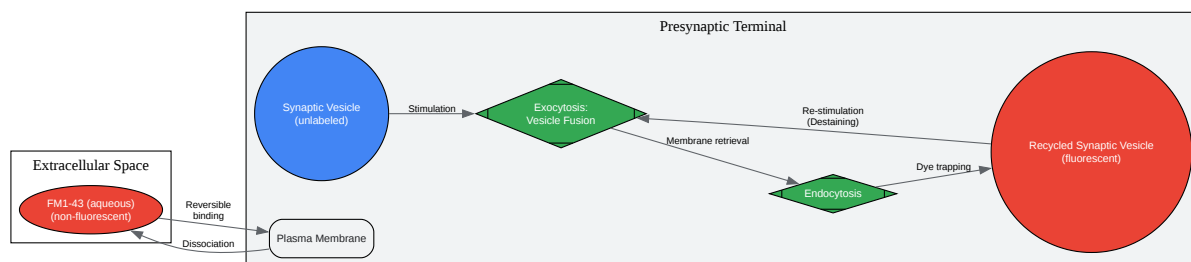 Presynaptic Terminal
Synaptic Vesicle
(unlabeled)
Stimulation
Exocytosis:
Vesicle Fusion
Re-stimulation
(Destaining)
Recycled Synaptic Vesicle
(fluorescent)
Membrane retrieval
Dye trapping
Endocytosis
Extracellular Space
FM1-43 (aqueous)
(non-fluorescent)
Reversible
binding
Dissociation
Plasma Membrane